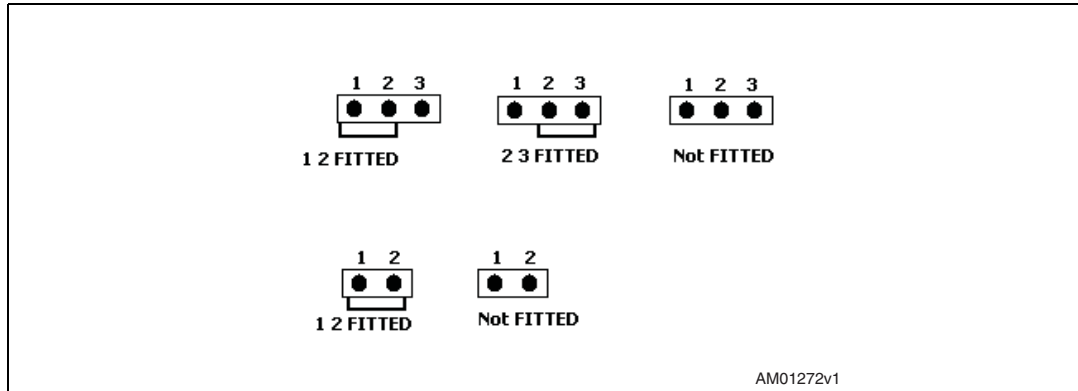 1 2 3 1 2 3 1 2 3
1 2 FITTED 2 3 FITTED Not FITTED
1 2 1 2
1 2 FITTED Not FITTED
AM01272v1